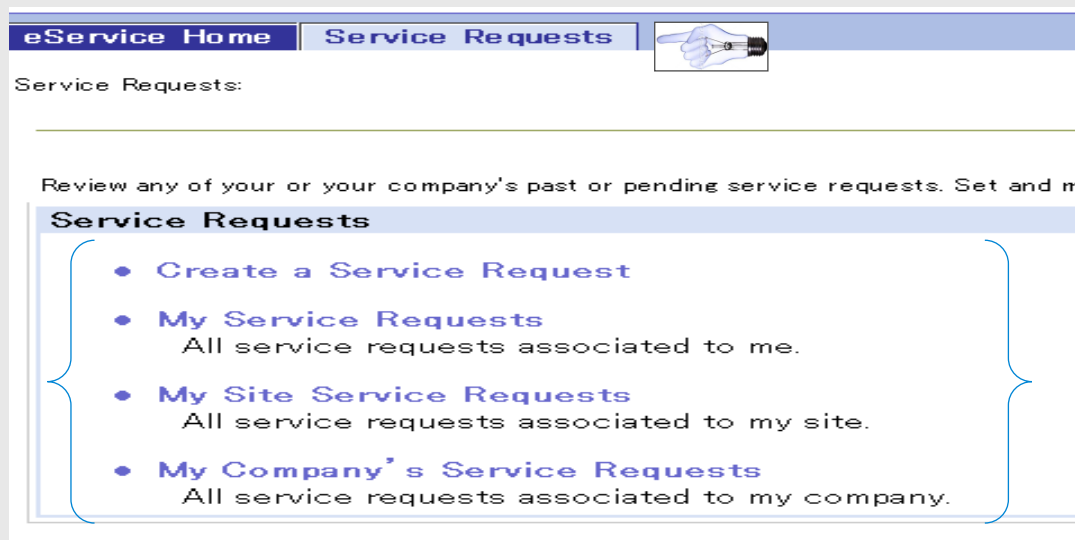 eService Home Service Requests
Service Requests:
Review any of your or your company's past or pending service requests. Set and
Service Requests
• Create a Service Request
• My Service Requests
All service requests associated to me.
• My Site Service Requests
All service requests associated to my site.
• My Company's Service Requests
All service requests associated to my company.